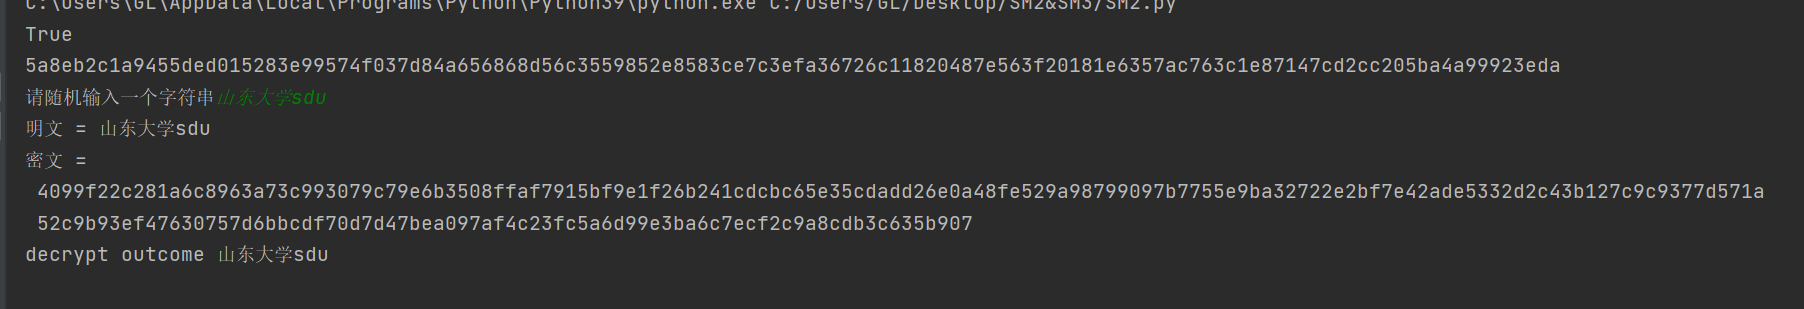 C:\Users\GL\AppData\Local\Programs\Python\Python39\python.exe C:/Users/GL/Desktop/SM2&SM3/SM2.py
True
5a8eb2c1a9455ded015283e99574f037d84a656868d56c3559852e8583ce7c3efa36726c11820487e563f20181e6357ac763c1e87147cd2cc205ba4a99923eda
请随机输入一个字符串山东大学sdu
明文 = 山东大学sdu
密文 =
4099f22c281a6c8963a73c993079c79e6b3508ffaf7915bf9e1f26b241cdcbc65e35cdadd26e0a48fe529a98799097b7755e9ba32722e2bf7e42ade5332d2c43b127c9c9377d571a
52c9b93ef47630757d6bbcdf70d7d47bea097af4c23fc5a6d99e3ba6c7ecf2c9a8cdb3c635b907
decrypt outcome 山东大学sdu